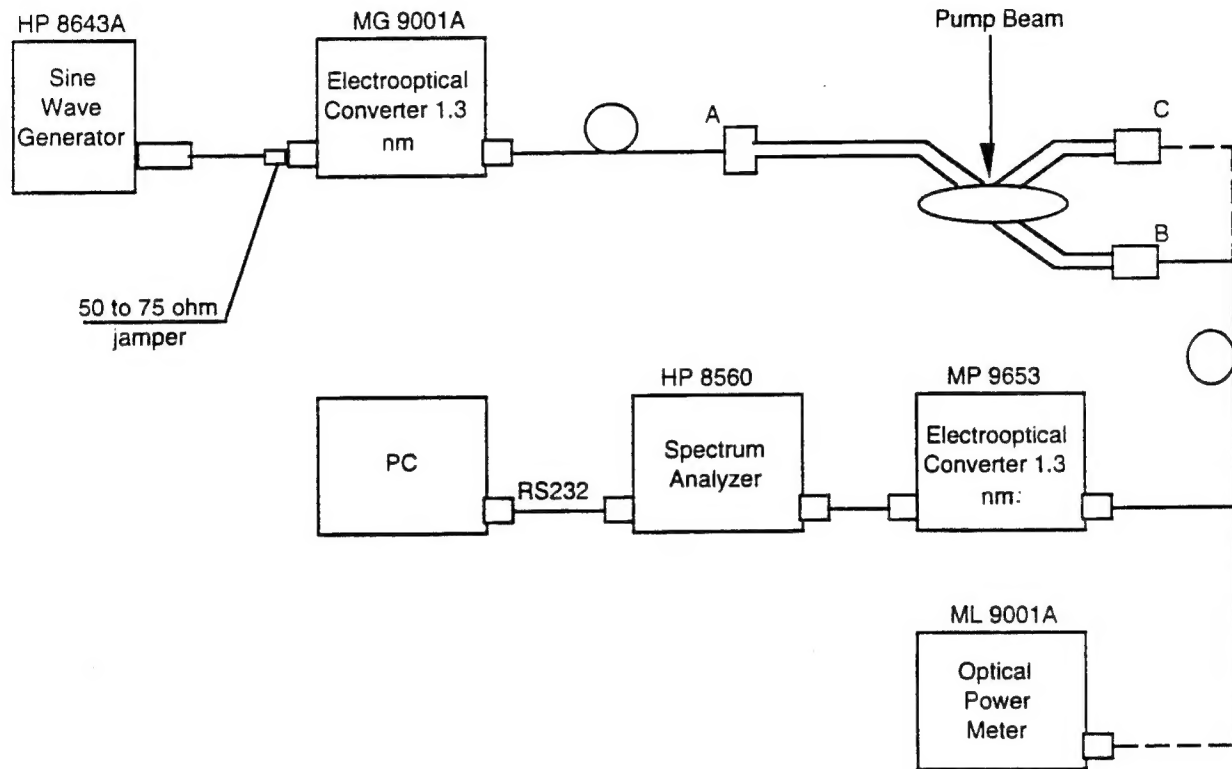 HP 8643A
Sine
Wave
Generator
MG 9001A
Electrooptical
Converter 1.3
nm
50 to 75 ohm
jamper
A
Pump Beam
C
B
PC
RS232
HP 8560
Spectrum
Analyzer
MP 9653
Electrooptical
Converter 1.3
nm:
ML 9001A
Optical
Power
Meter